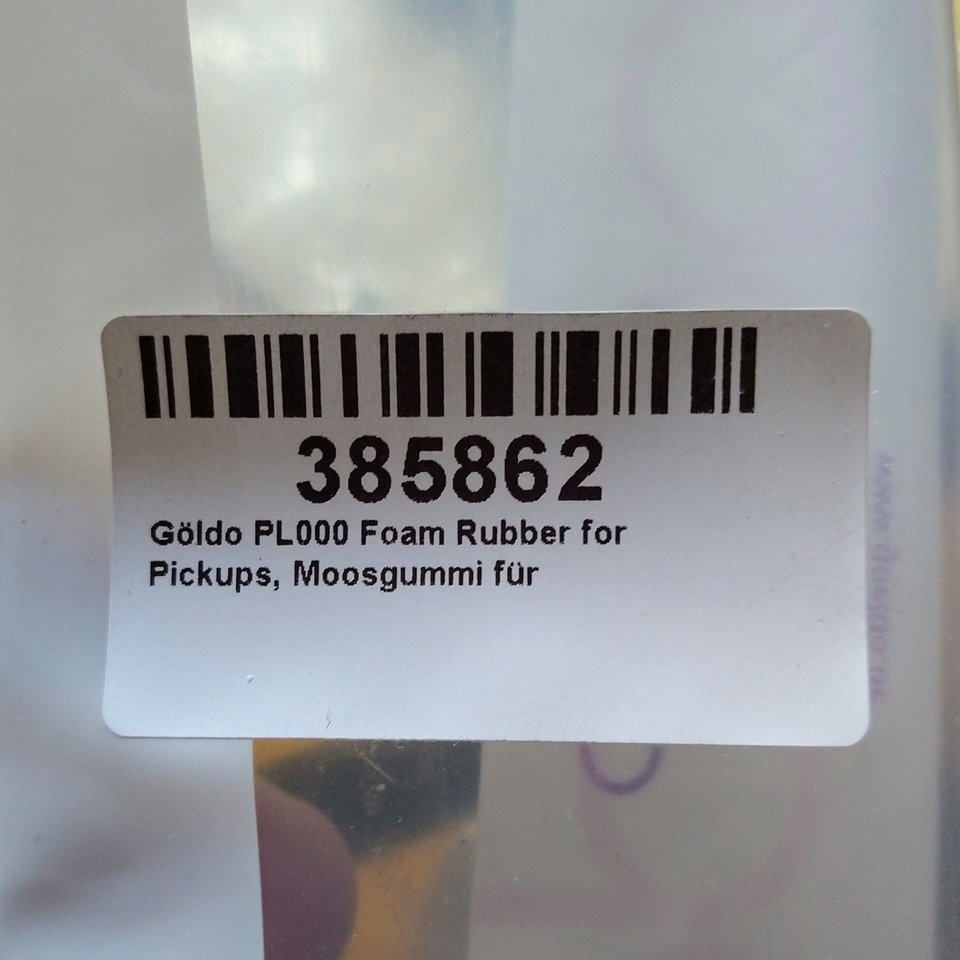 385862
Göldo PL000 Foam Rubber for
Pickups, Moosgummi für